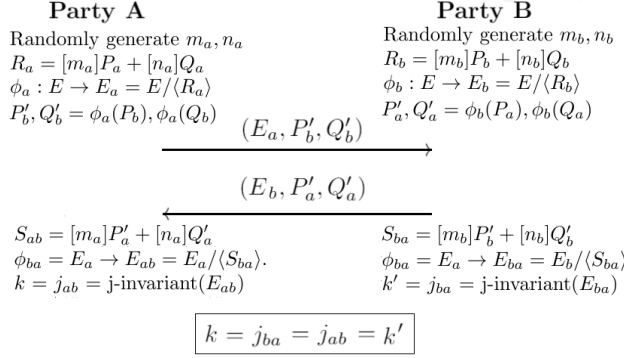 Party A
Randomly generate m_a, n_a
R_a = [m_a]P_a + [n_a]Q_a
ϕ_a : E → E_a = E/⟨R_a⟩
P′_b, Q′_b = ϕ_a(P_b), ϕ_a(Q_b)
Party B
Randomly generate m_b, n_b
R_b = [m_b]P_b + [n_b]Q_b
ϕ_b : E → E_b = E/⟨R_b⟩
P′_a, Q′_a = ϕ_b(P_a), ϕ_b(Q_a)
(E_a, P′_b, Q′_b)
(E_b, P′_a, Q′_a)
S_ab = [m_a]P′_a + [n_a]Q′_a
ϕ_ba = E_a → E_ab = E_a/⟨S_ba⟩.
k = j_ab = j-invariant(E_ab)
S_ba = [m_b]P′_b + [n_b]Q′_b
ϕ_ba = E_a → E_ba = E_b/⟨S_ba⟩
k′ = j_ba = j-invariant(E_ba)
k = j_ba = j_ab = k′